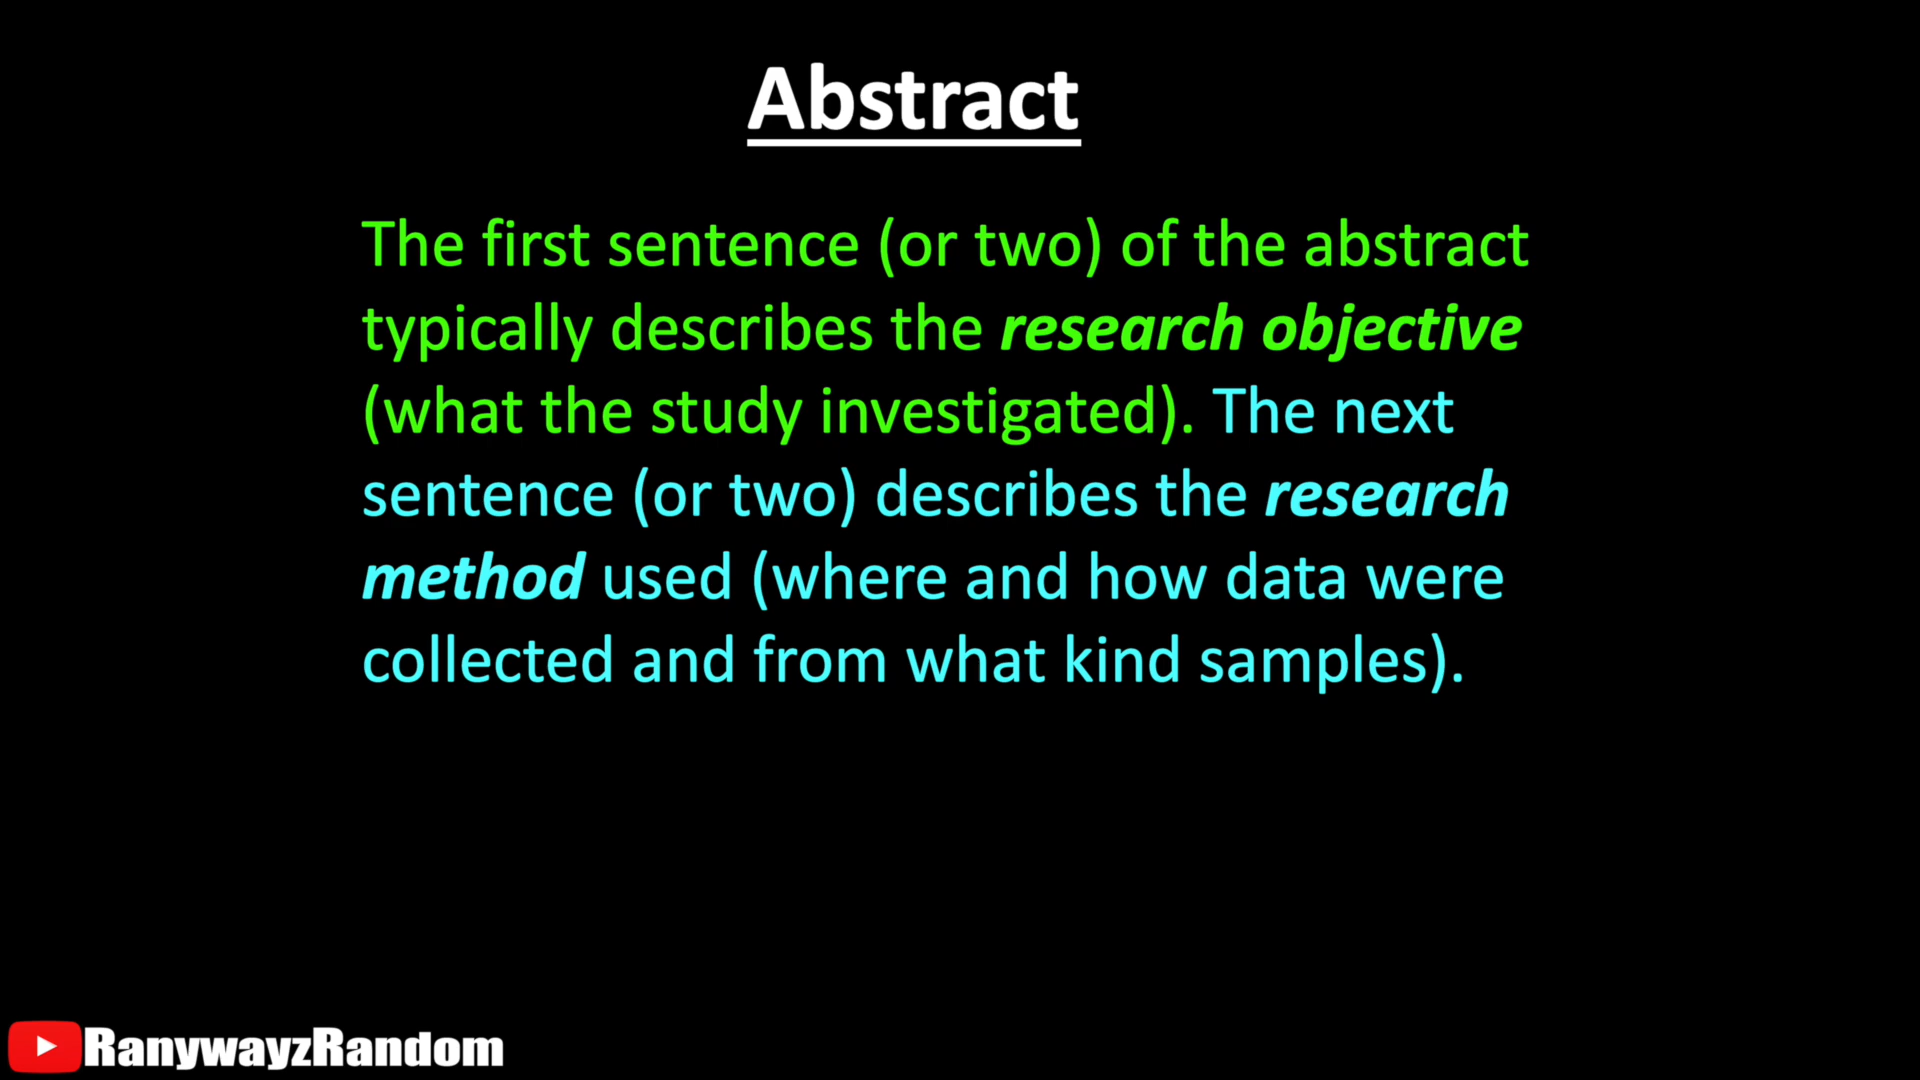 Abstract
The first sentence (or two) of the abstract
typically describes the research objective
(what the study investigated). The next
sentence (or two) describes the research
method used (where and how data were
collected and from what kind samples).
RanywayzRandom